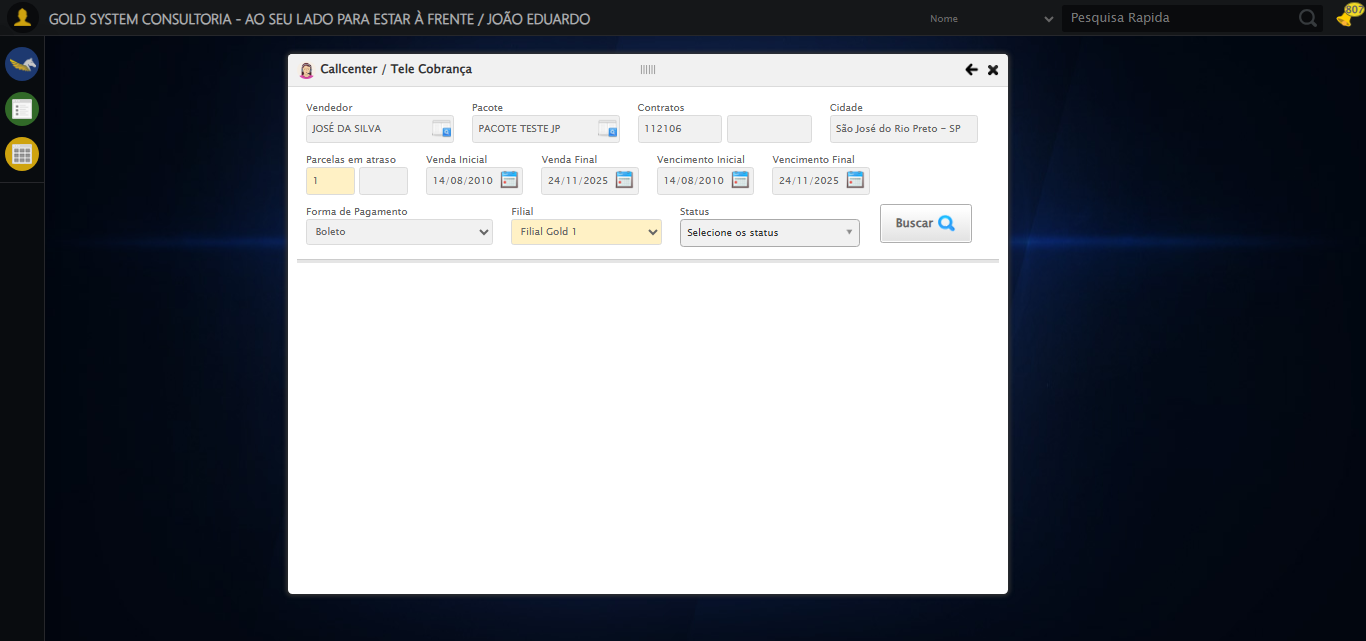 GOLD SYSTEM CONSULTORIA - AO SEU LADO PARA ESTAR À FRENTE / JOÃO EDUARDO
Nome
Pesquisa Rapida
807
Callcenter / Tele Cobrança
Vendedor Pacote Contratos Cidade
JOSÉ DA SILVA PACOTE TESTE JP 112106 São José do Rio Preto - SP
Parcelas em atraso Venda Inicial Venda Final Vencimento Inicial Vencimento Final
1 14/08/2010 24/11/2025 14/08/2010 24/11/2025
Forma de Pagamento Filial Status
Boleto Filial Gold 1 Selecione os status Buscar